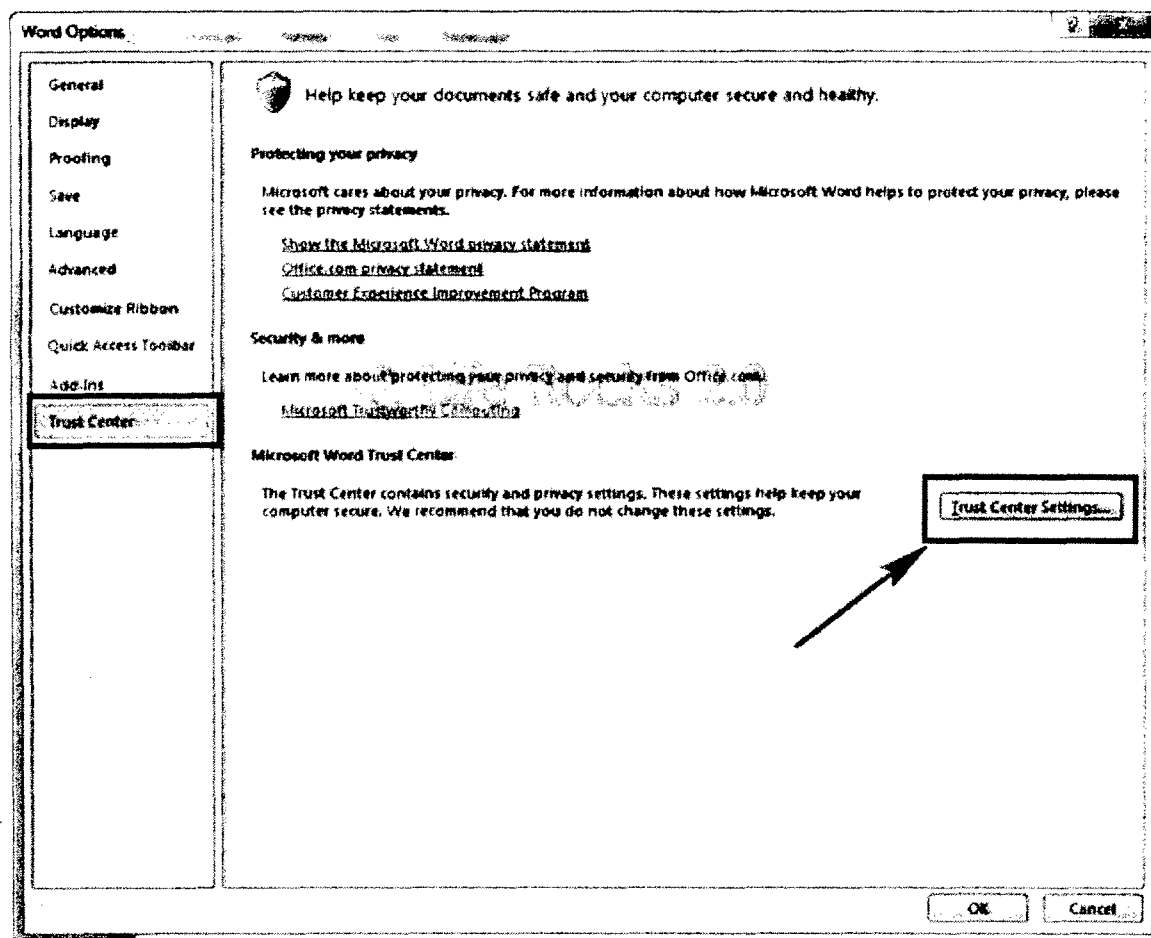 Word Options
General
Display
Proofing
Save
Language
Advanced
Customize Ribbon
Quick Access Toolbar
Add-Ins
Trust Center
Help keep your documents safe and your computer secure and healthy.
Protecting your privacy
Microsoft cares about your privacy. For more information about how Microsoft Word helps to protect your privacy, please
see the privacy statements.
Show the Microsoft Word privacy statement
Office.com privacy statement
Customer Experience Improvement Program
Security & more
Learn more about protecting your privacy and security from Office.com.
Microsoft Trustworthy Computing
Microsoft Word Trust Center
The Trust Center contains security and privacy settings. These settings help keep your
computer secure. We recommend that you do not change these settings.
Trust Center Settings...
OK
Cancel